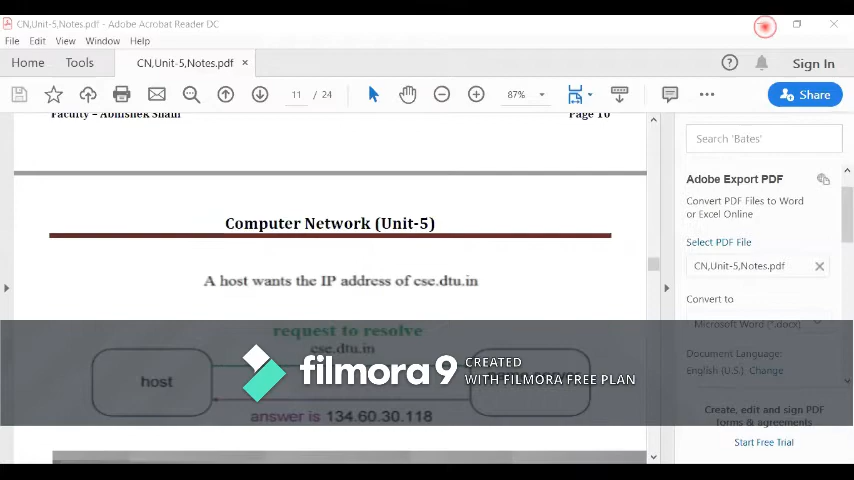 CN,Unit-5,Notes.pdf - Adobe Acrobat Reader DC
File Edit View Window Help
Home Tools CN,Unit-5,Notes.pdf × Sign In
11 / 24 87% Share
Faculty – Abhishek Page 10
Search 'Bates'
Adobe Export PDF
Convert PDF Files to Word
or Excel Online
Select PDF File
CN,Unit-5,Notes.pdf
Convert to
Microsoft Word (*.docx)
Document Language:
English (U.S.) Change
Create, edit and sign PDF
forms & agreements
Start Free Trial
Computer Network (Unit-5)
A host wants the IP address of cse.dtu.in
request to resolve
cse.dtu.in
host
answer is 134.60.30.118
filmora9 CREATED
WITH FILMORA FREE PLAN